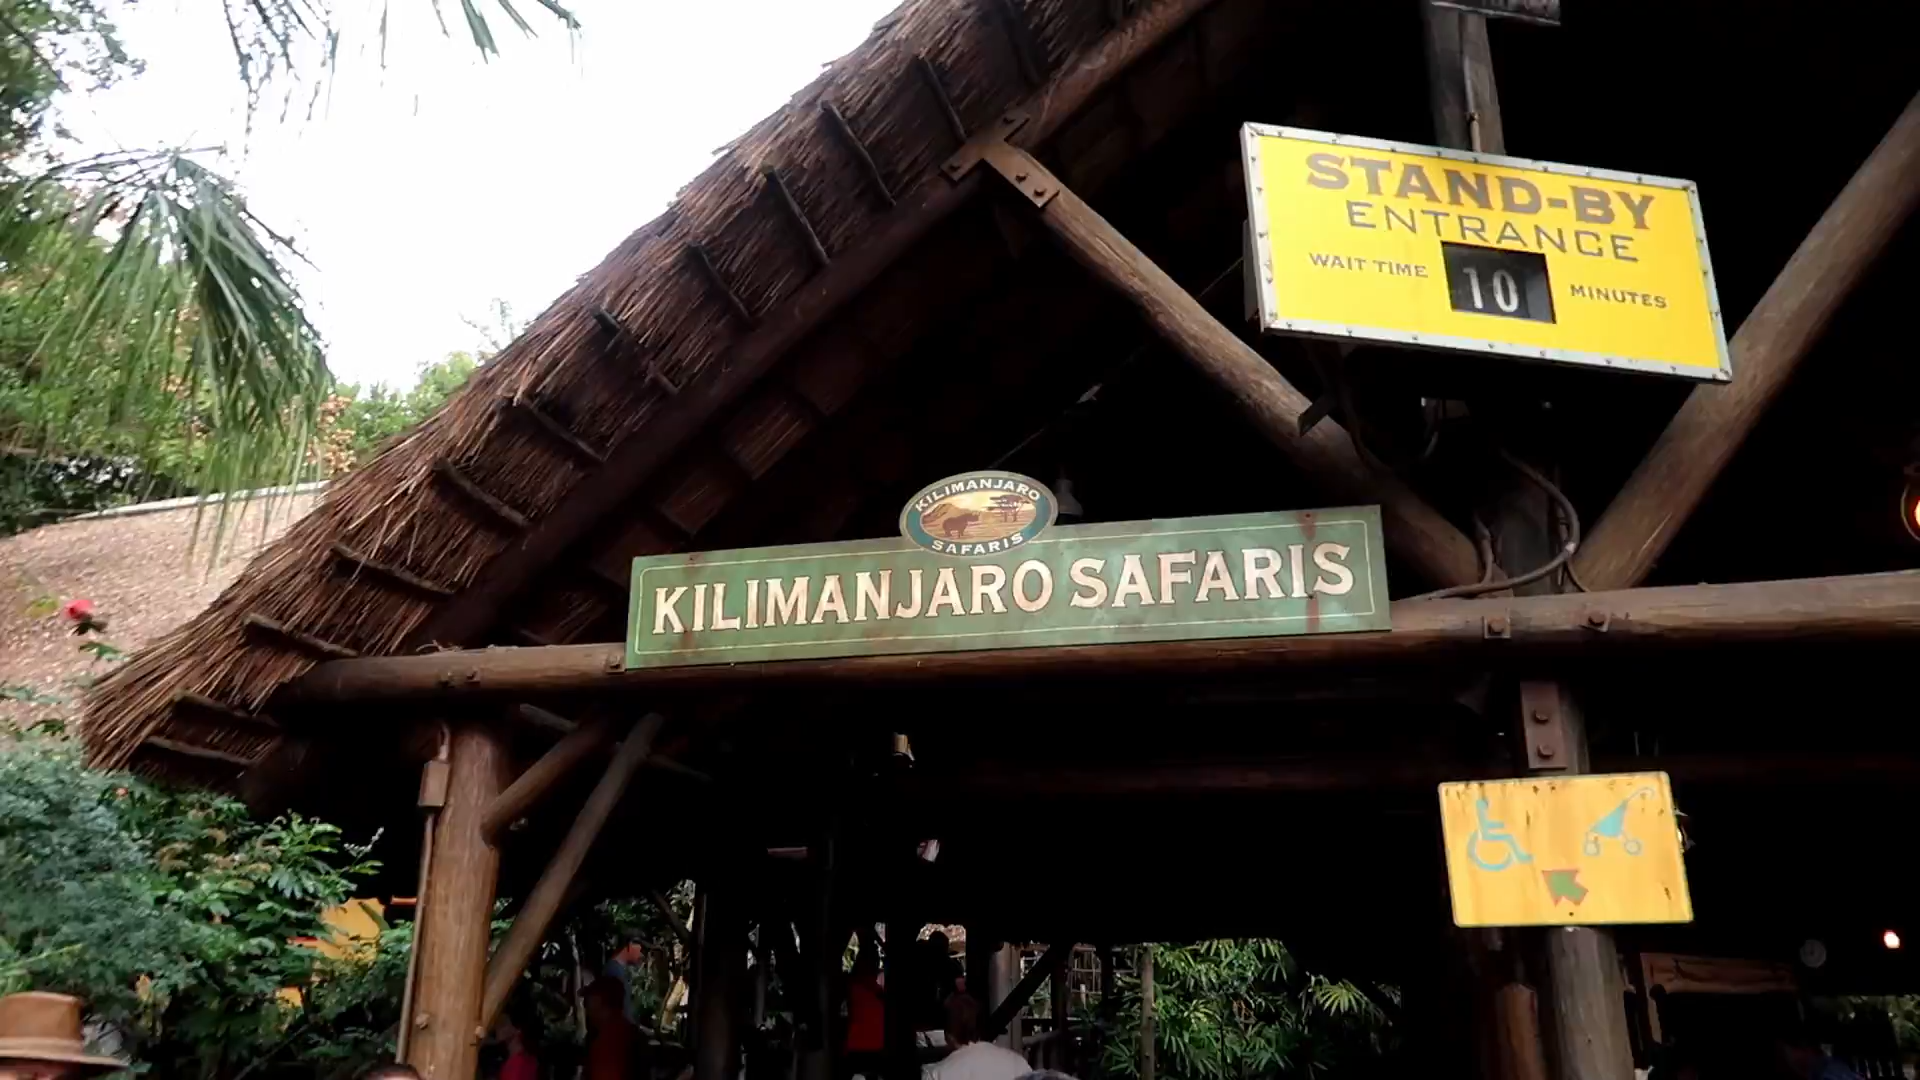 STAND-BY
ENTRANCE
WAIT TIME 10 MINUTES
KILIMANJARO
SAFARIS
KILIMANJARO SAFARIS